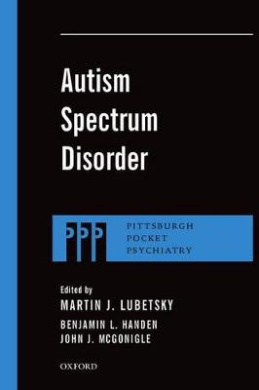 Autism
Spectrum
Disorder
PPP
PITTSBURGH
POCKET
PSYCHIATRY
Edited by
MARTIN J. LUBETSKY
BENJAMIN L. HANDEN
JOHN J. MCGONIGLE
OXFORD